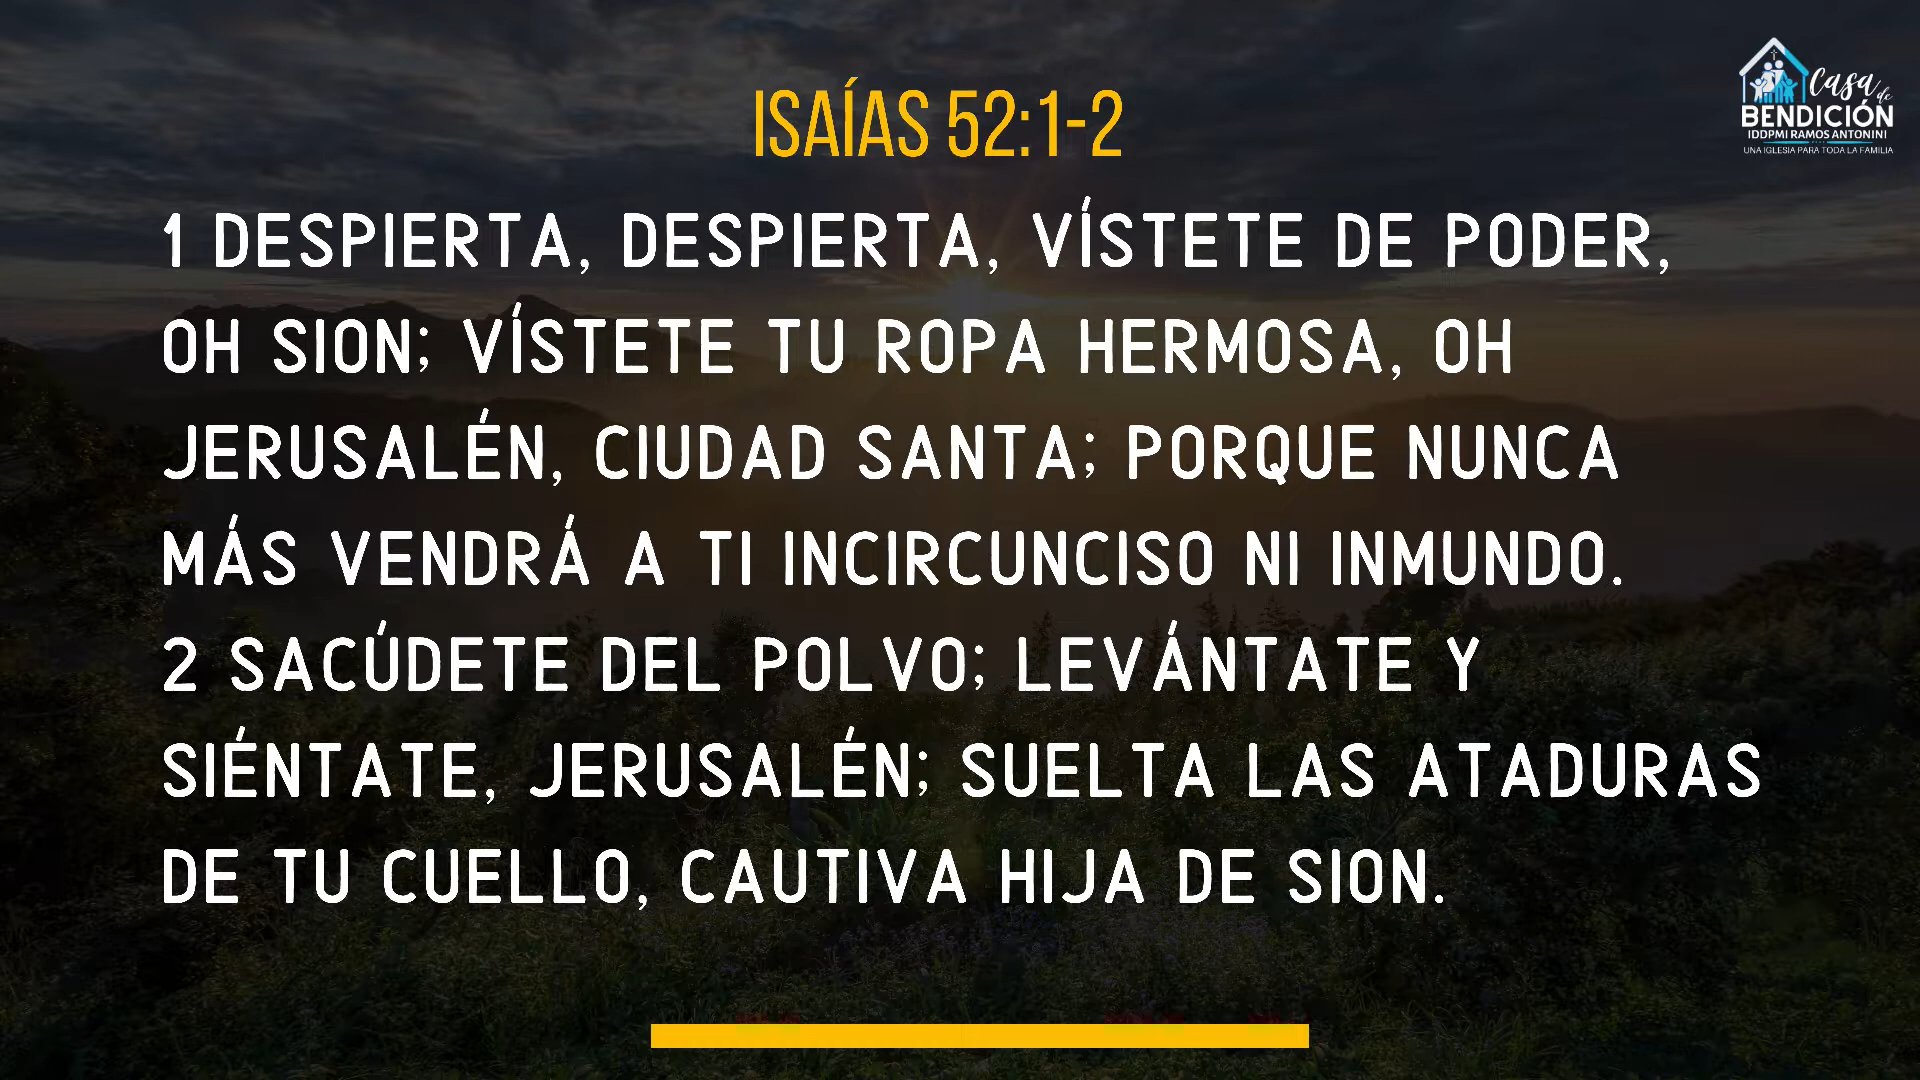 ISAÍAS 52:1-2
Casa de
BENDICIÓN
IDDPMI RAMOS ANTONINI
UNA IGLESIA PARA TODA LA FAMILIA
1 DESPIERTA, DESPIERTA, VÍSTETE DE PODER,
OH SION; VÍSTETE TU ROPA HERMOSA, OH
JERUSALÉN, CIUDAD SANTA; PORQUE NUNCA
MÁS VENDRÁ A TI INCIRCUNCISO NI INMUNDO.
2 SACÚDETE DEL POLVO; LEVÁNTATE Y
SIÉNTATE, JERUSALÉN; SUELTA LAS ATADURAS
DE TU CUELLO, CAUTIVA HIJA DE SION.